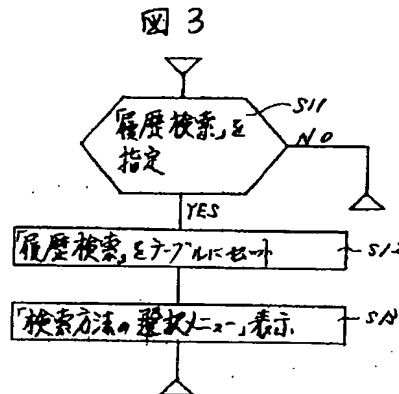 図3
「履歴検索」を
指定
S11
NO
YES
「履歴検索」をテーブルにセット
S12
「検索方法の選択メニュー」表示
S13